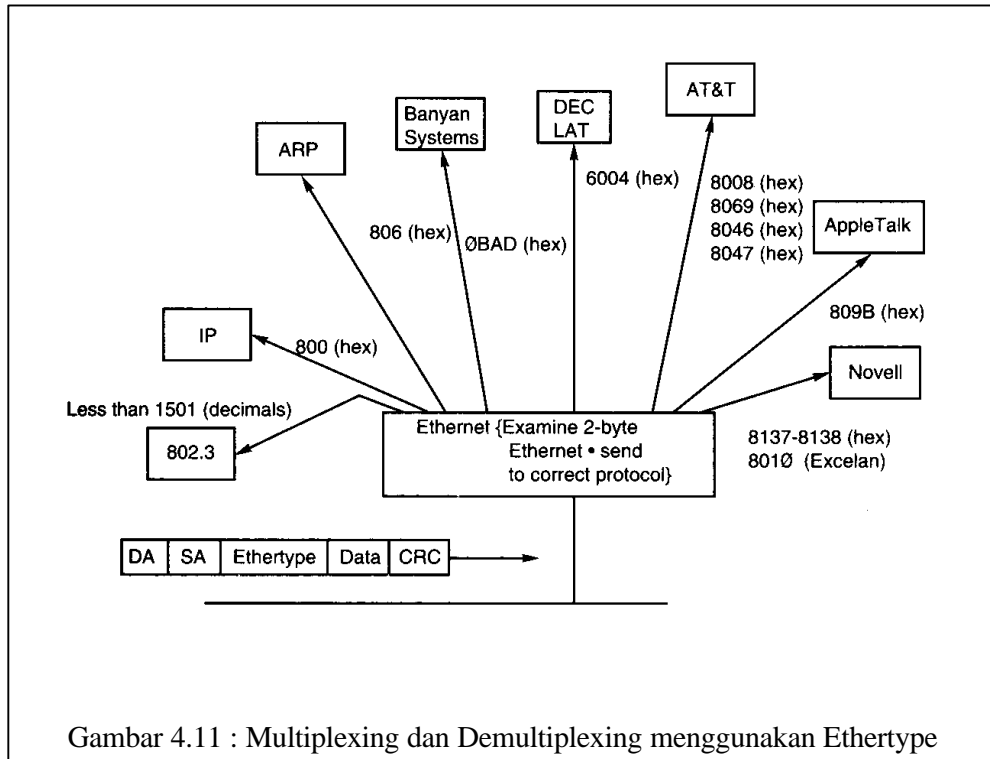 AT&T
DEC
LAT
Banyan
Systems
ARP
6004 (hex)
8008 (hex)
8069 (hex)
8046 (hex)
8047 (hex)
AppleTalk
806 (hex)
ØBAD (hex)
809B (hex)
IP
800 (hex)
Novell
Less than 1501 (decimals)
802.3
Ethernet {Examine 2-byte
Ethernet • send
to correct protocol}
8137-8138 (hex)
801Ø (Excelan)
DA SA Ethertype Data CRC
Gambar 4.11 : Multiplexing dan Demultiplexing menggunakan Ethertype